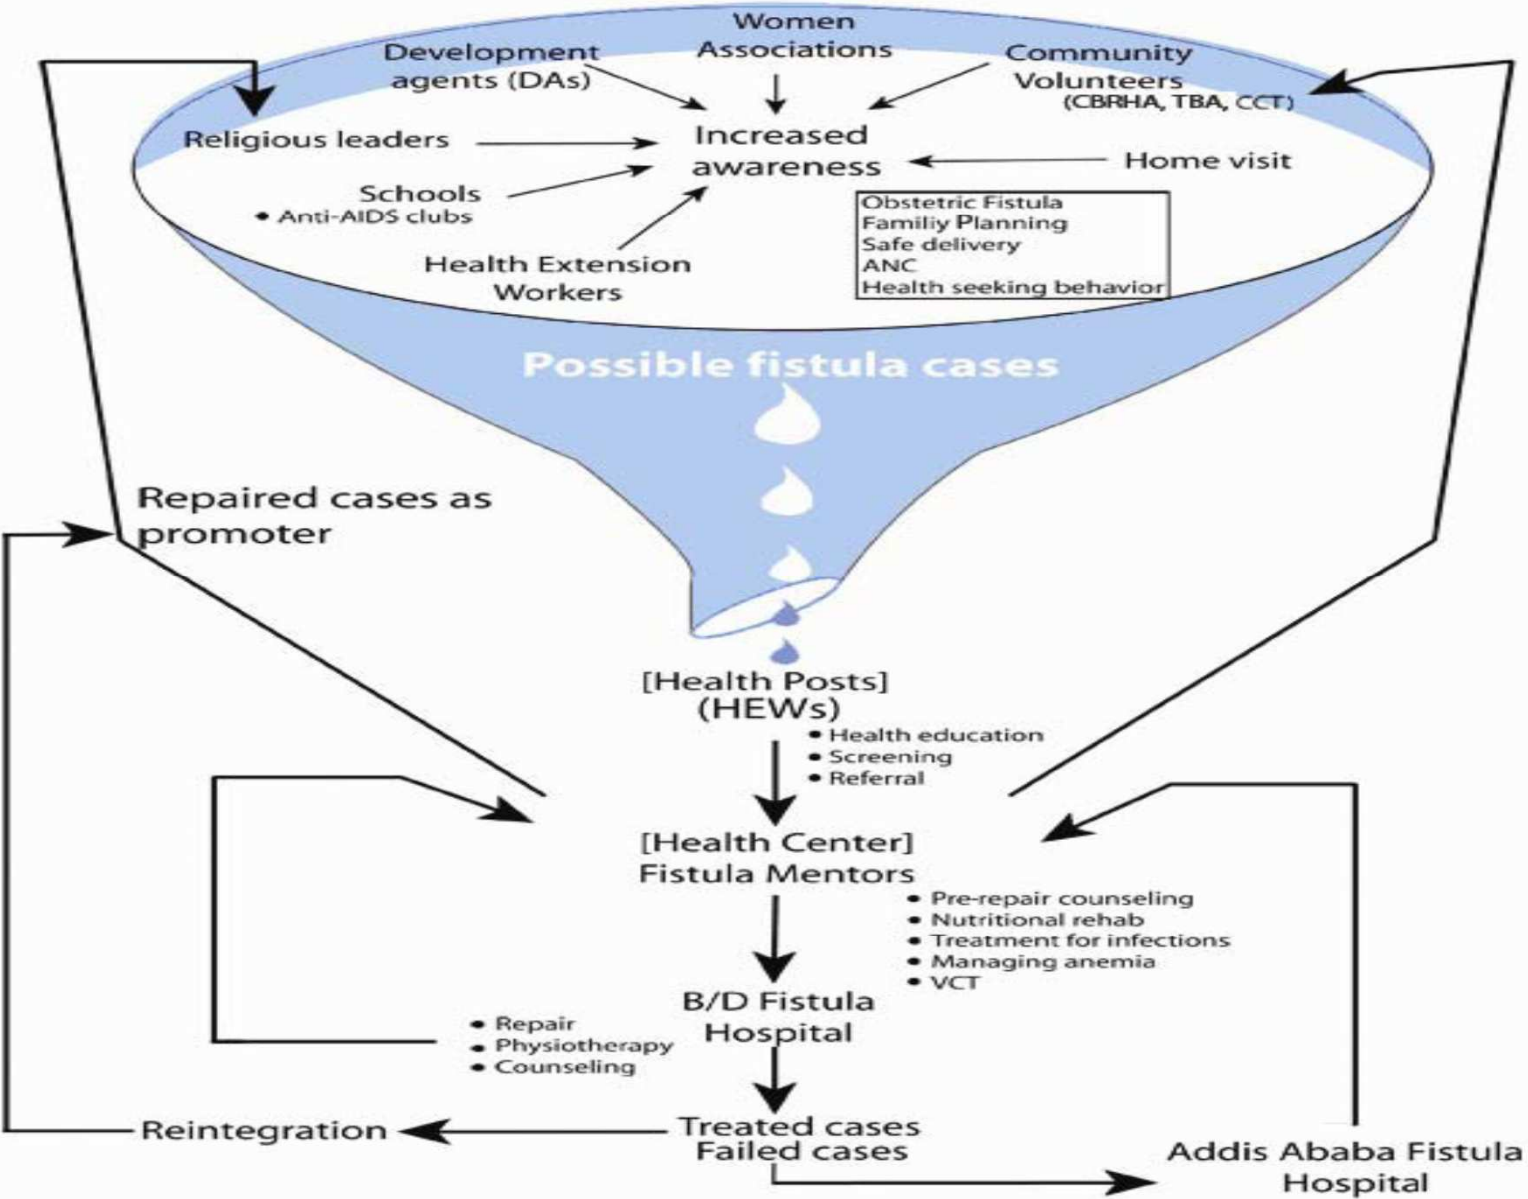 Women
Associations
Development
agents (DAs)
Community
Volunteers
(CBRHA, TBA, CCT)
Religious leaders
Increased
awareness
Home visit
Schools
• Anti-AIDS clubs
Health Extension
Workers
Obstetric Fistula
Familiy Planning
Safe delivery
ANC
Health seeking behavior
Possible fistula cases
Repaired cases as
promoter
[Health Posts]
(HEWs)
• Health education
• Screening
• Referral
[Health Center]
Fistula Mentors
• Pre-repair counseling
• Nutritional rehab
• Treatment for infections
• Managing anemia
• VCT
B/D Fistula
Hospital
• Repair
• Physiotherapy
• Counseling
Treated cases
Failed cases
Reintegration
Addis Ababa Fistula
Hospital